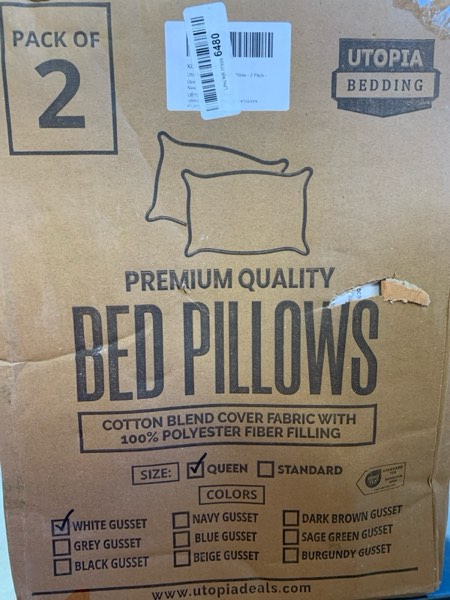 PACK OF
2
6480
UTOPIA
BEDDING
PREMIUM QUALITY
BED PILLOWS
COTTON BLEND COVER FABRIC WITH
100% POLYESTER FIBER FILLING
SIZE: QUEEN STANDARD
COLORS
WHITE GUSSET NAVY GUSSET DARK BROWN GUSSET
GREY GUSSET BLUE GUSSET SAGE GREEN GUSSET
BLACK GUSSET BEIGE GUSSET BURGUNDY GUSSET
www.utopiadeals.com